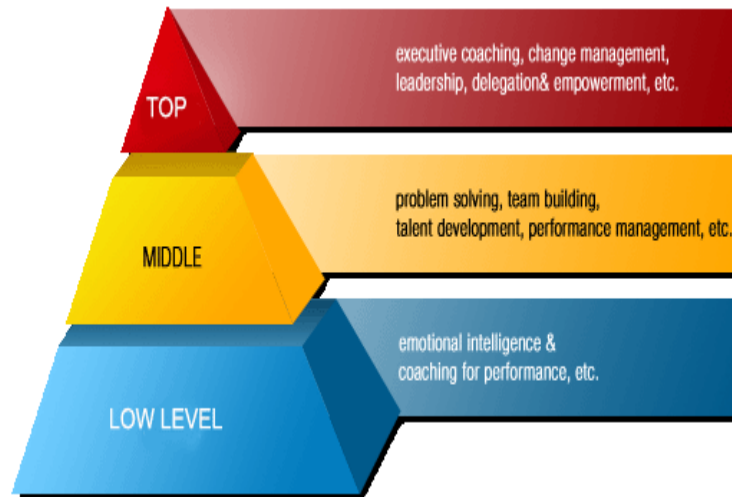 TOP
executive coaching, change management,
leadership, delegation& empowerment, etc.
MIDDLE
problem solving, team building,
talent development, performance management, etc.
LOW LEVEL
emotional intelligence &
coaching for performance, etc.